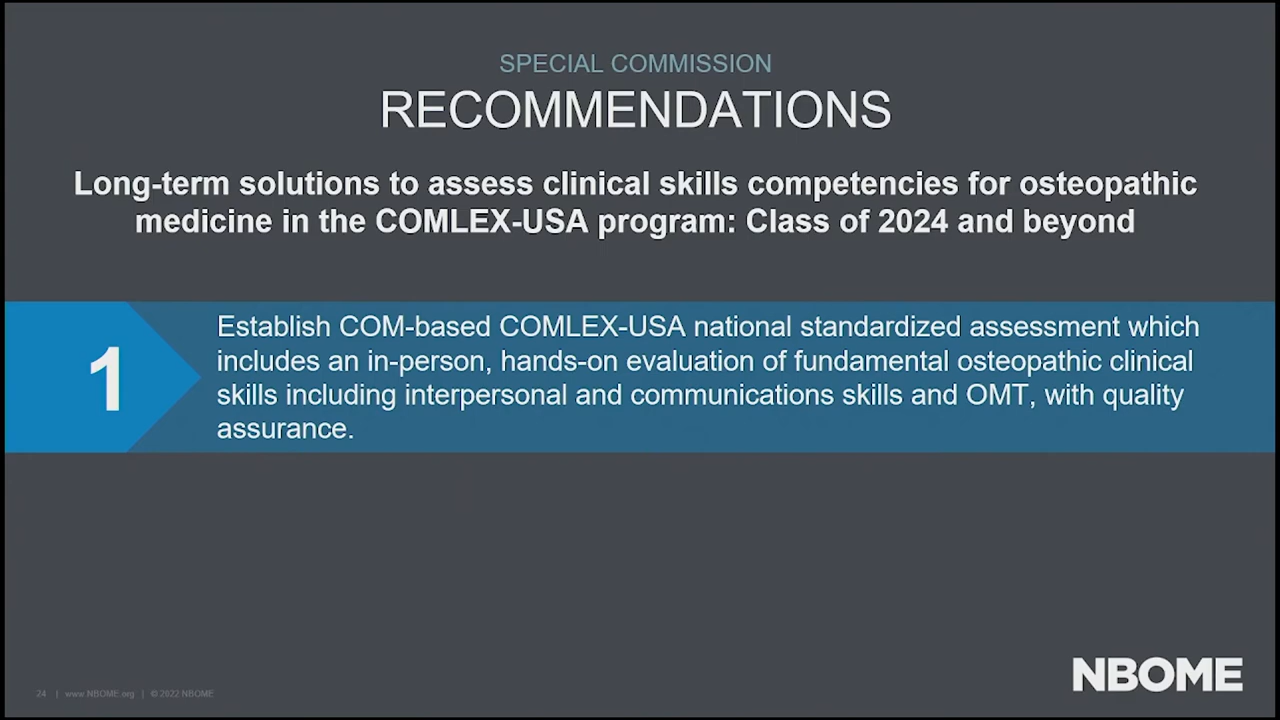 SPECIAL COMMISSION
RECOMMENDATIONS
Long-term solutions to assess clinical skills competencies for osteopathic
medicine in the COMLEX-USA program: Class of 2024 and beyond
1
Establish COM-based COMLEX-USA national standardized assessment which
includes an in-person, hands-on evaluation of fundamental osteopathic clinical
skills including interpersonal and communications skills and OMT, with quality
assurance.
24 | www.NBOME.org | © 2022 NBOME
NBOME